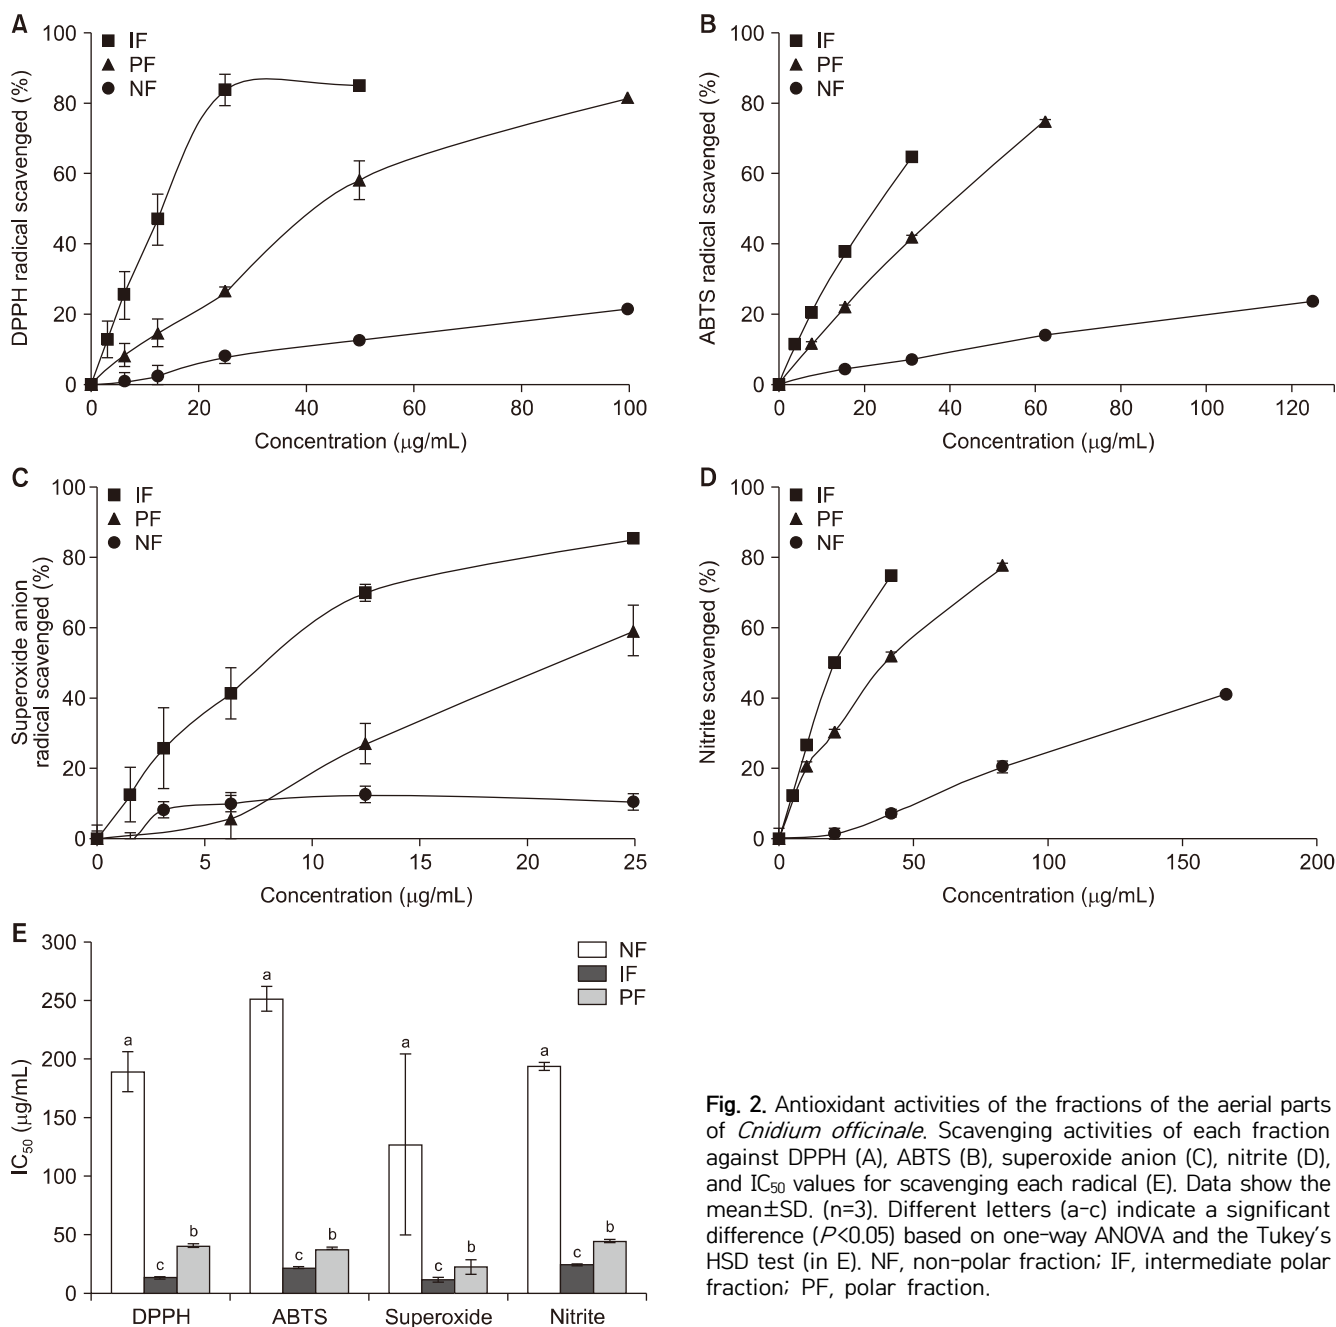 A
100
80
60
40
20
0
DPPH radical scavenged (%)
IF
PF
NF
0 20 40 60 80 100
Concentration (μg/mL)
B
100
80
60
40
20
0
ABTS radical scavenged (%)
IF
PF
NF
0 20 40 60 80 100 120
Concentration (μg/mL)
C
100
80
60
40
20
0
Superoxide anion
radical scavenged (%)
IF
PF
NF
0 5 10 15 20 25
Concentration (μg/mL)
D
100
80
60
40
20
0
Nitrite scavenged (%)
IF
PF
NF
0 50 100 150 200
Concentration (μg/mL)
E
300
250
200
150
100
50
0
IC50 (μg/mL)
NF
IF
PF
a c b a c b a c b a c b
DPPH ABTS Superoxide Nitrite
Fig. 2. Antioxidant activities of the fractions of the aerial parts
of Cnidium officinale. Scavenging activities of each fraction
against DPPH (A), ABTS (B), superoxide anion (C), nitrite (D),
and IC50 values for scavenging each radical (E). Data show the
mean±SD. (n=3). Different letters (a-c) indicate a significant
difference (P<0.05) based on one-way ANOVA and the Tukey's
HSD test (in E). NF, non-polar fraction; IF, intermediate polar
fraction; PF, polar fraction.